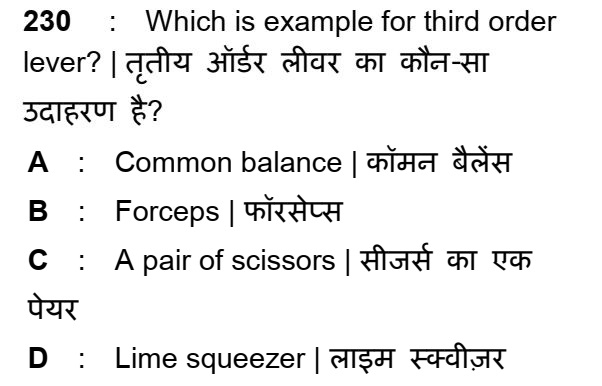 230 : Which is example for third order
lever? | तृतीय ऑर्डर लीवर का कौन-सा
उदाहरण है?
A : Common balance | कॉमन बैलेंस
B : Forceps | फॉरसेप्स
C : A pair of scissors | सीजर्स का एक
पेयर
D : Lime squeezer | लाइम स्क्वीज़र